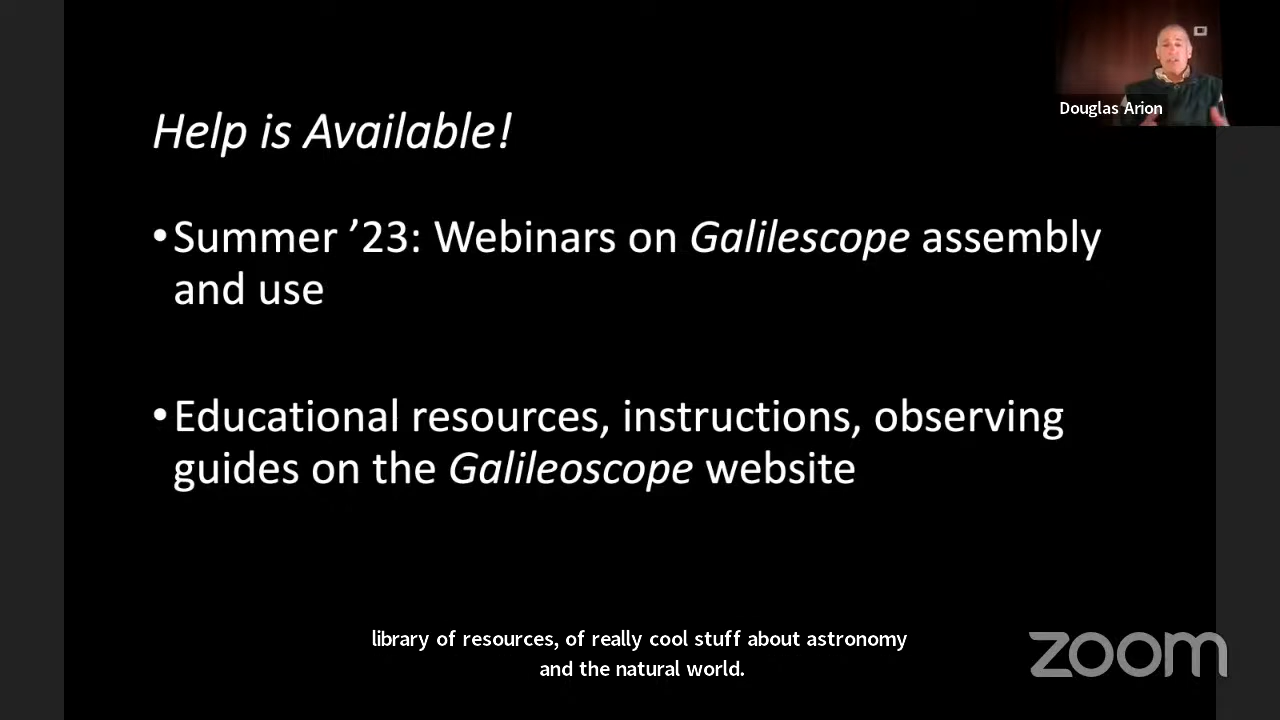 Douglas Arion
Help is Available!
•Summer ’23: Webinars on Galilescope assembly
and use
•Educational resources, instructions, observing
guides on the Galileoscope website
library of resources, of really cool stuff about astronomy
and the natural world.
zoom